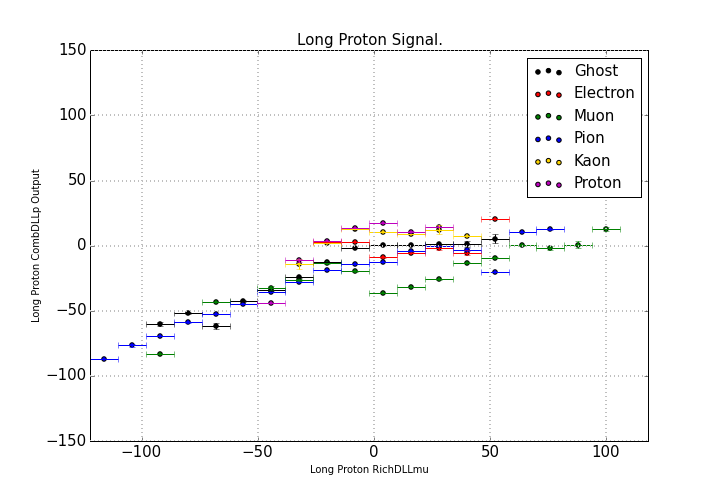 Long Proton Signal.
150
100
50
0
−50
−100
−150
Long Proton CombDLLp Output
Ghost
Electron
Muon
Pion
Kaon
Proton
−100 −50 0 50 100
Long Proton RichDLLmu